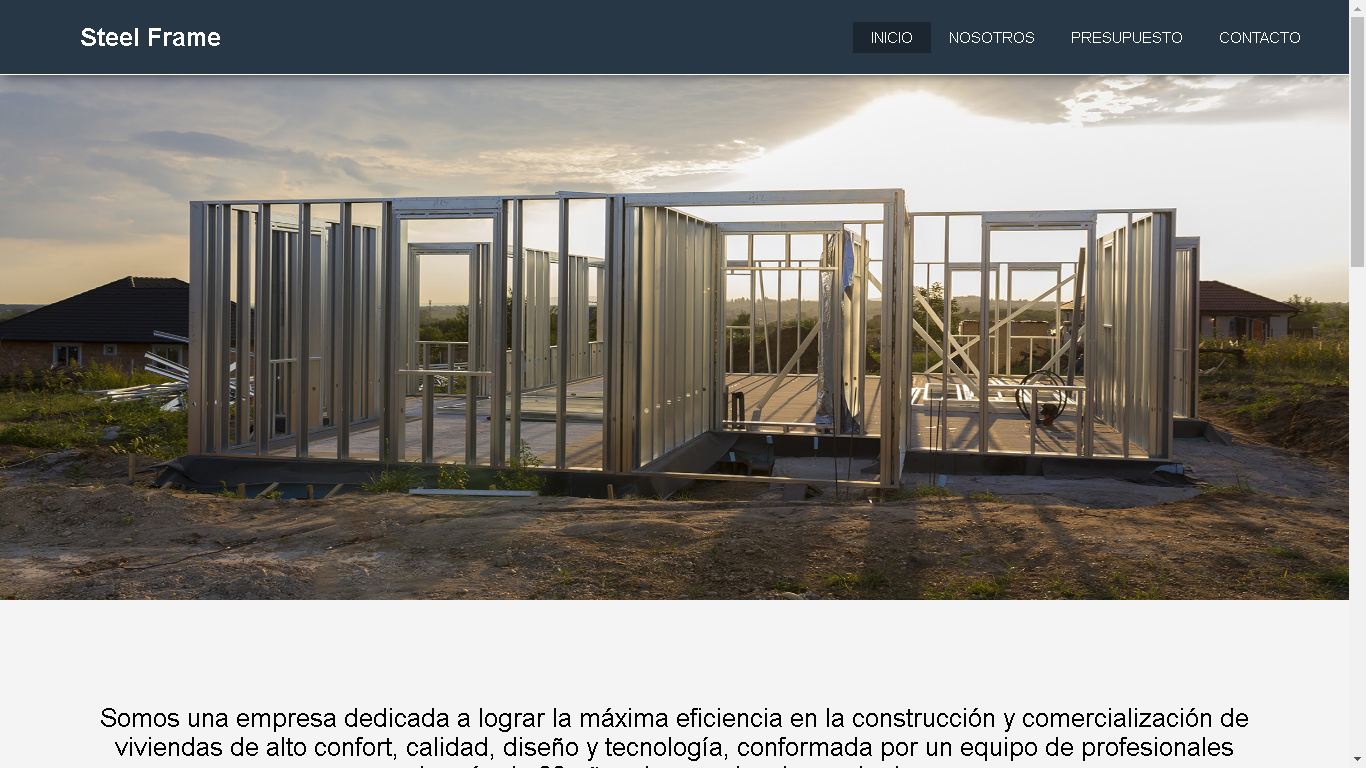 Steel Frame
INICIO NOSOTROS PRESUPUESTO CONTACTO
Somos una empresa dedicada a lograr la máxima eficiencia en la construcción y comercialización de
viviendas de alto confort, calidad, diseño y tecnología, conformada por un equipo de profesionales